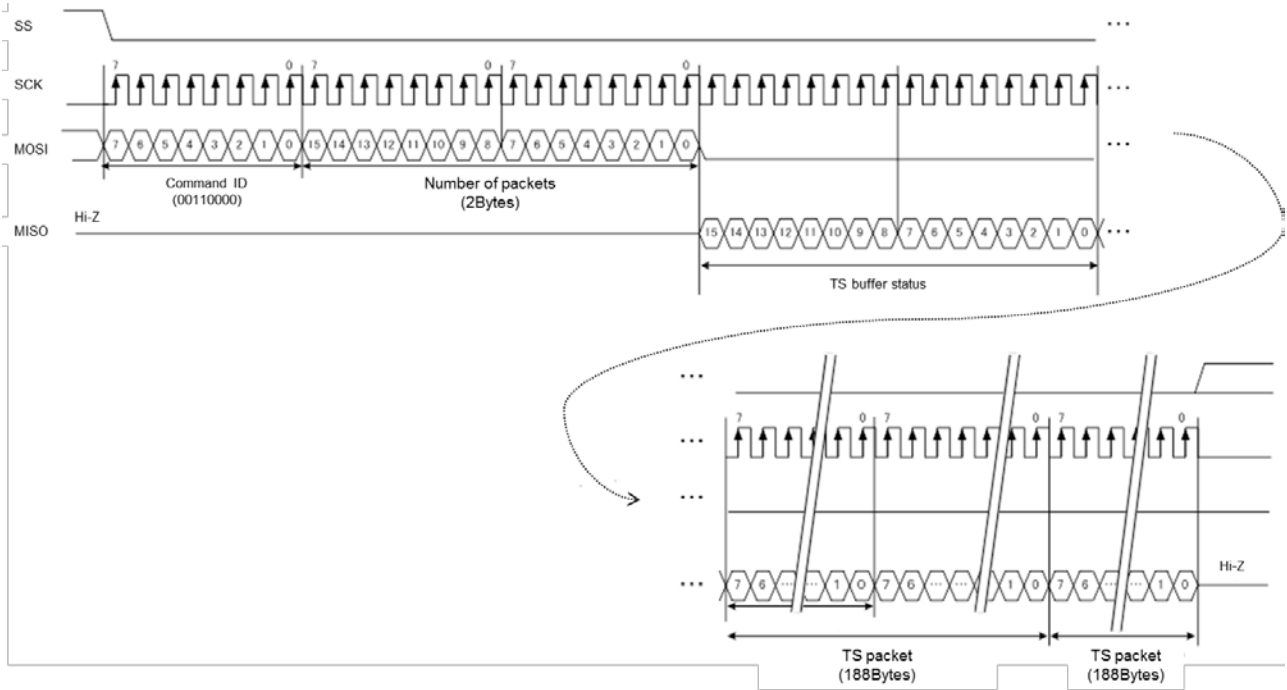 SS
...
7 0 7 0 7 0
SCK
...
MOSI
7 6 5 4 3 2 1 0 15 14 13 12 11 10 9 8 7 6 5 4 3 2 1 0
...
Command ID
(00110000)
Number of packets
(2Bytes)
Hi-Z
MISO
15 14 13 12 11 10 9 8 7 6 5 4 3 2 1 0
...
TS buffer status
...
7 0 7 0 7 0
...
...
Hi-Z
... 7 6 ... ... 1 0 7 6 ... ... 1 0 7 6 ... ... 1 0
TS packet
(188Bytes)
TS packet
(188Bytes)